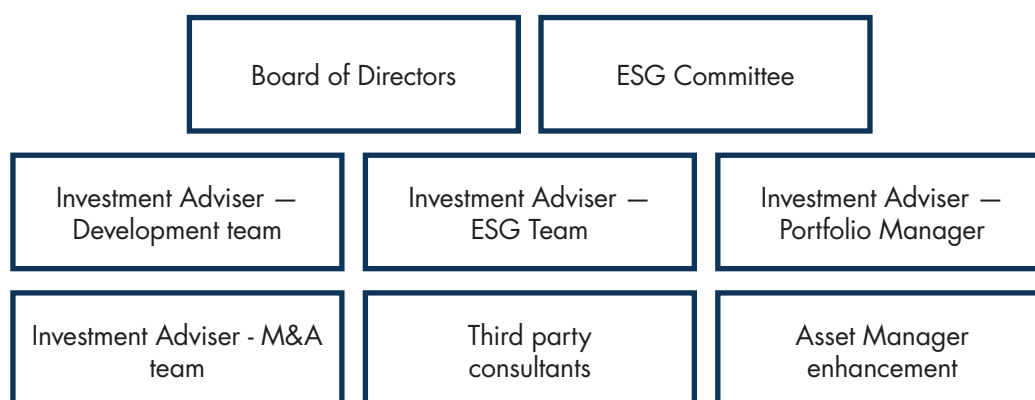 Board of Directors
ESG Committee
Investment Adviser —
Development team
Investment Adviser —
ESG Team
Investment Adviser —
Portfolio Manager
Investment Adviser - M&A
team
Third party
consultants
Asset Manager
enhancement